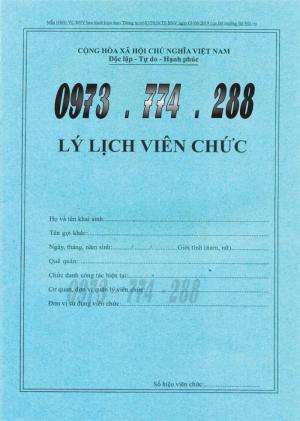 CỘNG HÒA XÃ HỘI CHỦ NGHĨA VIỆT NAM
Độc lập - Tự do - Hạnh phúc
0973 . 774 . 288
LÝ LỊCH VIÊN CHỨC
Họ và tên khai sinh:
Tên gọi khác:
Ngày, tháng, năm sinh: / / Giới tính (nam, nữ)
Quê quán:
Chức danh công tác hiện tại:
0973 - 774 - 288
Cơ quan, đơn vị quản lý viên chức:
Đơn vị sử dụng viên chức:
Số hiệu viên chức: